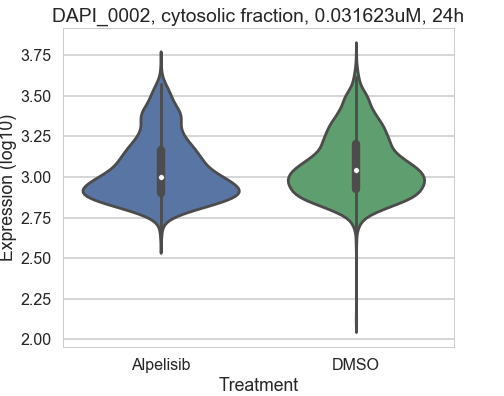 DAPI_0002, cytosolic fraction, 0.031623uM, 24h
Expression (log10)
3.75
3.50
3.25
3.00
2.75
2.50
2.25
2.00
Alpelisib
DMSO
Treatment